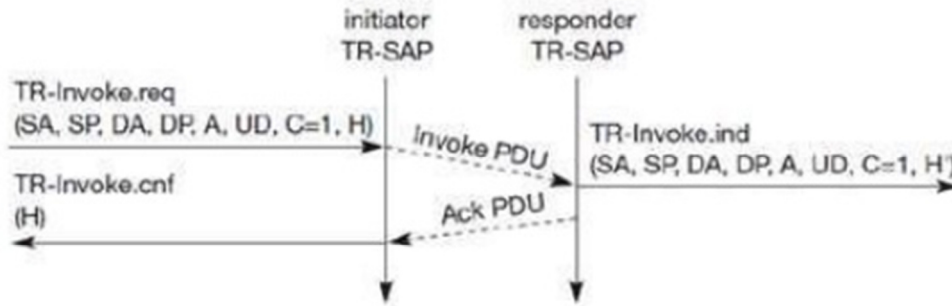 initiator
TR-SAP
responder
TR-SAP
TR-Invoke.req
(SA, SP, DA, DP, A, UD, C=1, H)
Invoke PDU
TR-Invoke.ind
(SA, SP, DA, DP, A, UD, C=1, H')
TR-Invoke.cnf
(H)
Ack PDU